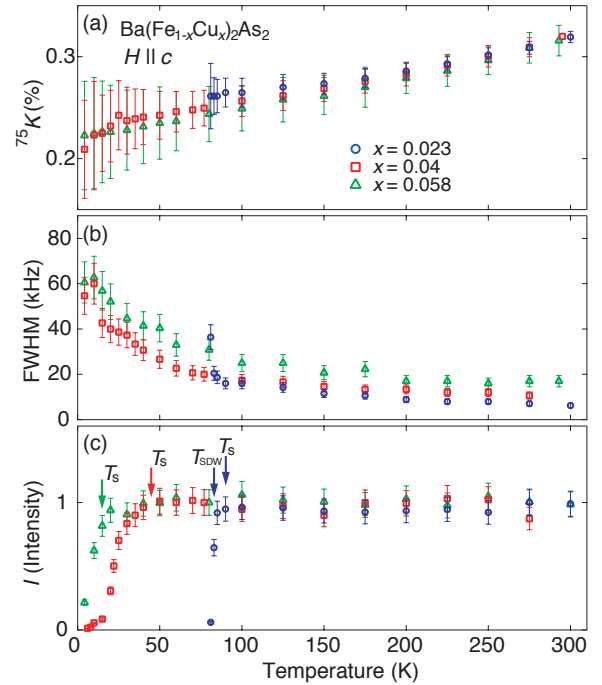 (a) Ba(Fe1-xCux)2As2
H || c
0.3
0.2
75K(%)
x = 0.023
x = 0.04
x = 0.058
(b)
80
60
40
20
0
FWHM (kHz)
(c)
Ts Ts TSDW Ts
1
0
I (Intensity)
0 50 100 150 200 250 300
Temperature (K)